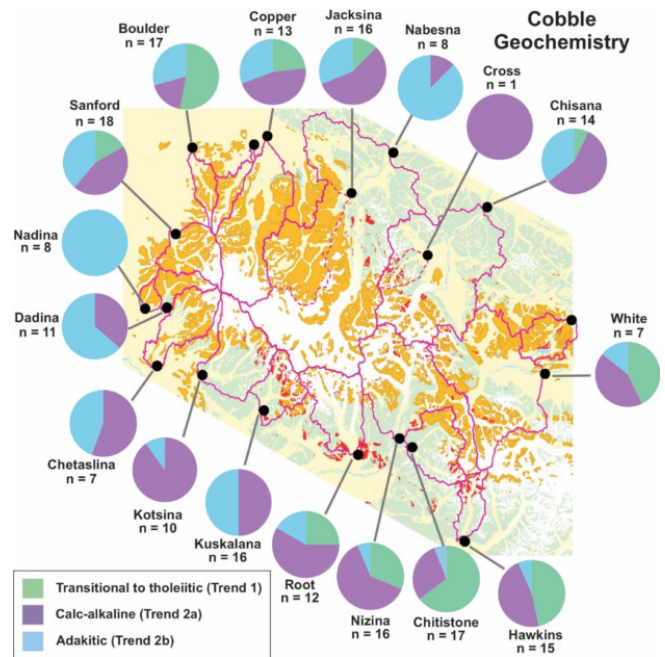 Cobble
Geochemistry
Boulder
n = 17
Copper
n = 13
Jacksina
n = 16
Nabesna
n = 8
Cross
n = 1
Chisana
n = 14
Sanford
n = 18
Nadina
n = 8
Dadina
n = 11
White
n = 7
Chetaslina
n = 7
Kotsina
n = 10
Kuskalana
n = 16
Root
n = 12
Nizina
n = 16
Chitistone
n = 17
Hawkins
n = 15
Transitional to tholeiitic (Trend 1)
Calc-alkaline (Trend 2a)
Adakitic (Trend 2b)